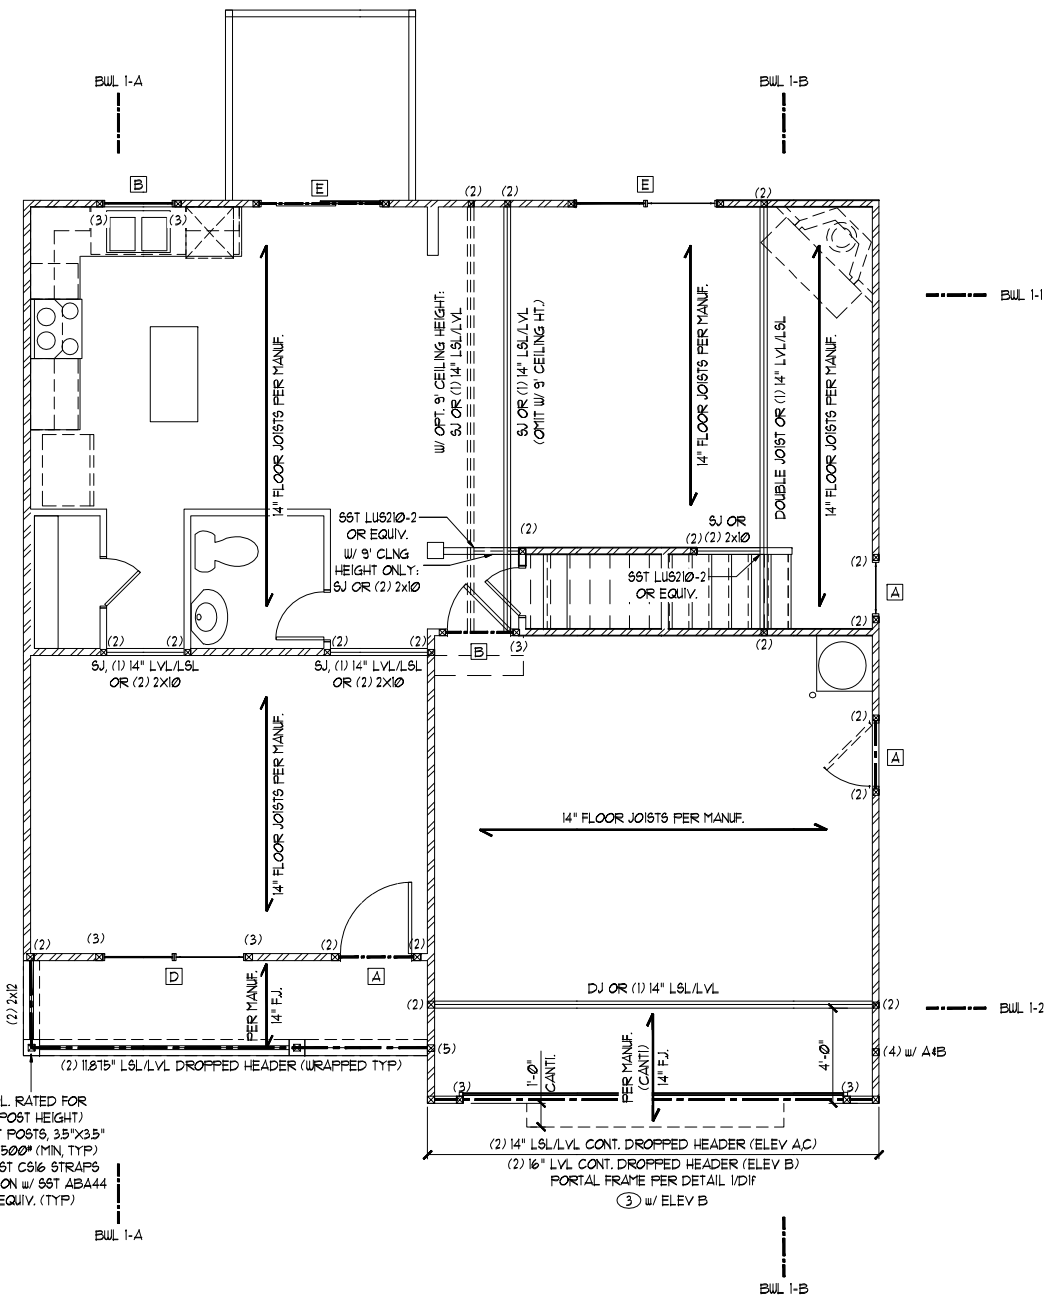 BWL 1-A
BWL 1-B
B
E
E
(2)
(2)
(2)
(3)
(3)
BWL 1-1
W/ OPT. 9' CEILING HEIGHT:
SJ OR (1) 14" LSL/LVL
SJ OR (1) 14" LSL/LVL
(OMIT W/ 9' CEILING HT.)
14" FLOOR JOISTS PER MANUF.
14" FLOOR JOISTS PER MANUF.
DOUBLE JOIST OR (1) 14" LVL/LSL
14" FLOOR JOISTS PER MANUF.
SST LUS210-2
OR EQUIV.
W/ 9' CLNG
HEIGHT ONLY:
SJ OR (2) 2x10
(2)
SJ OR
(2) (2) 2x10
SST LUS210-2
OR EQUIV.
(2)
A
(2)
(2)
(2)
(2)
(2)
(3)
B
(2)
SJ, (1) 14" LVL/LSL
OR (2) 2X10
SJ, (1) 14" LVL/LSL
OR (2) 2X10
(2)
A
(2)
14" FLOOR JOISTS PER MANUF.
14" FLOOR JOISTS PER MANUF.
(2)
(3)
(3)
(2)
(2)
D
A
(2) 2x12
PER MANUF.
14" F.J.
DJ OR (1) 14" LSL/LVL
(2)
(2)
BWL 1-2
(5)
(4) W/ A&B
(2) 11.875" LSL/LVL DROPPED HEADER (WRAPPED TYP)
1'-0"
CANTI.
PER MANUF.
(CANTI)
14" F.J.
4'-0"
(3)
(3)
L. RATED FOR
POST HEIGHT)
T POSTS, 3.5"X3.5"
500# (MIN, TYP)
ST CS16 STRAPS
ON W/ SST ABA44
EQUIV. (TYP)
(2) 14" LSL/LVL CONT. DROPPED HEADER (ELEV A,C)
(2) 16" LVL CONT. DROPPED HEADER (ELEV B)
PORTAL FRAME PER DETAIL 1/D1f
3 W/ ELEV B
BWL 1-A
BWL 1-B